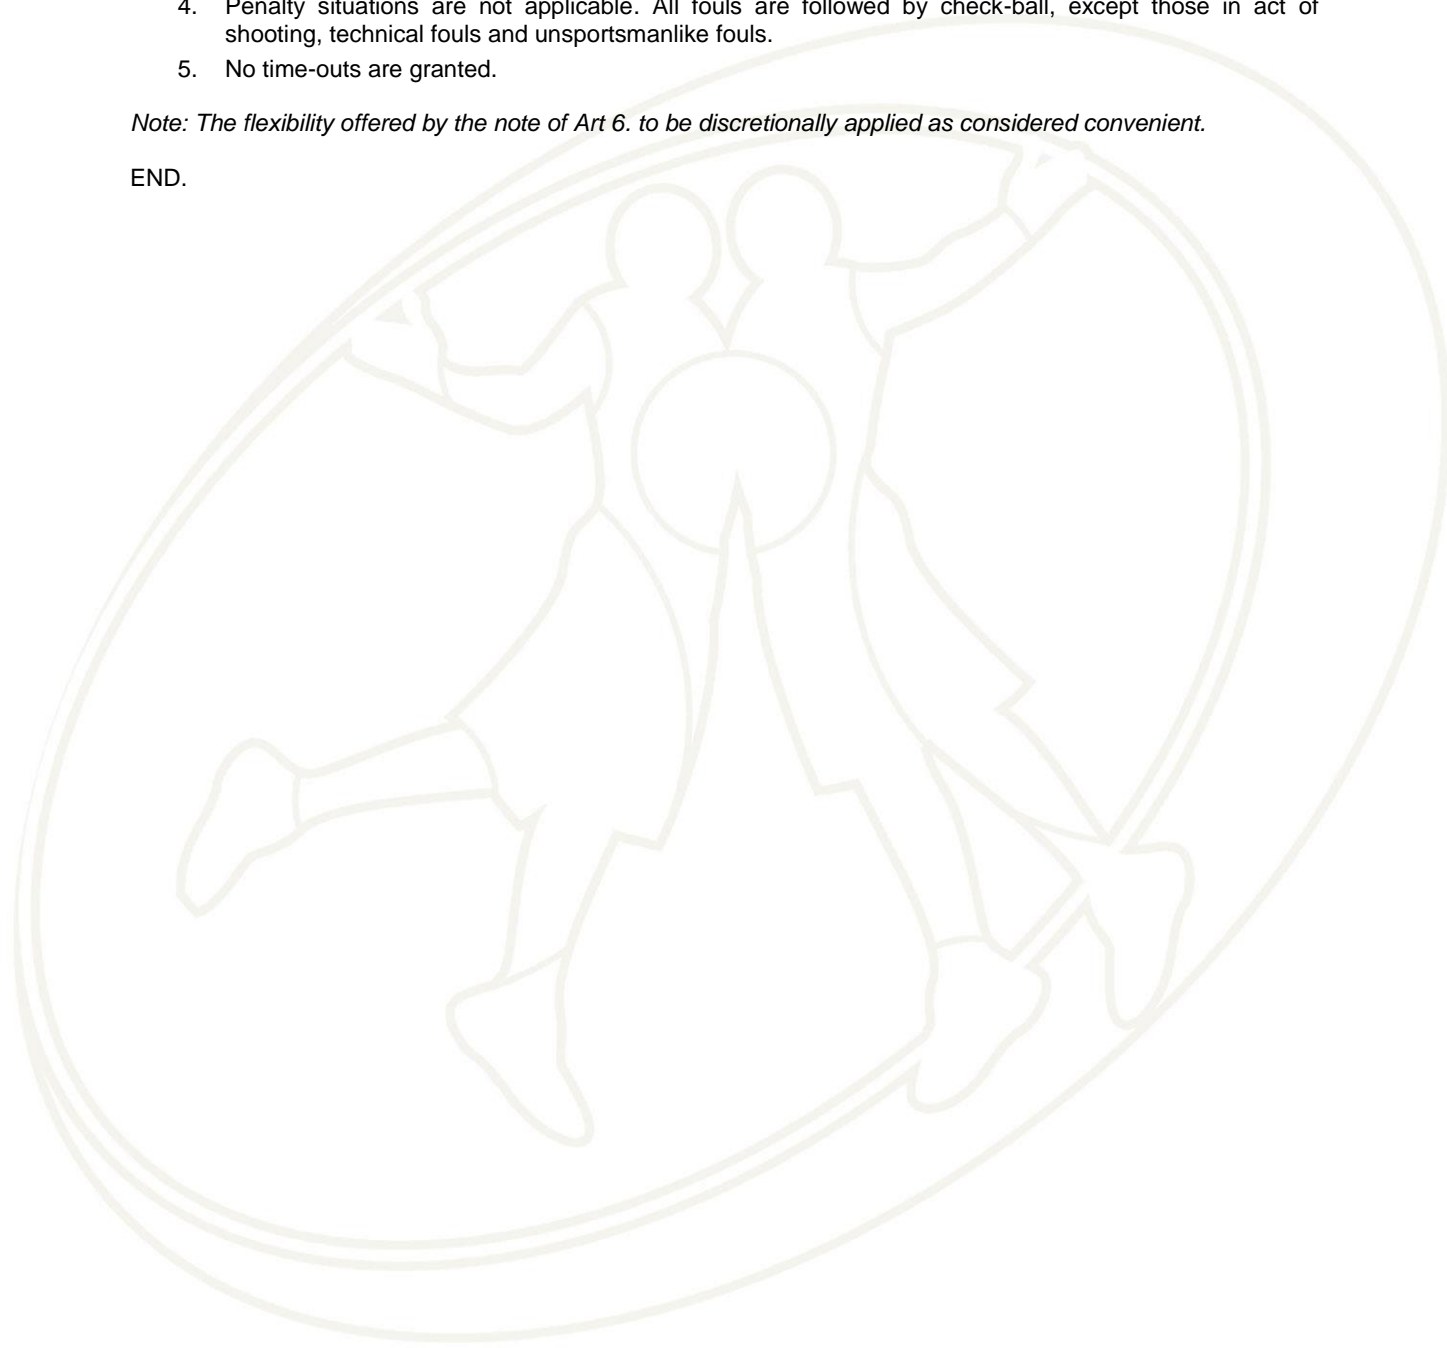 4. Penalty situations are not applicable. All fouls are followed by check-ball, except those in act of
shooting, technical fouls and unsportsmanlike fouls.
5. No time-outs are granted.
Note: The flexibility offered by the note of Art 6. to be discretionally applied as considered convenient.
END.